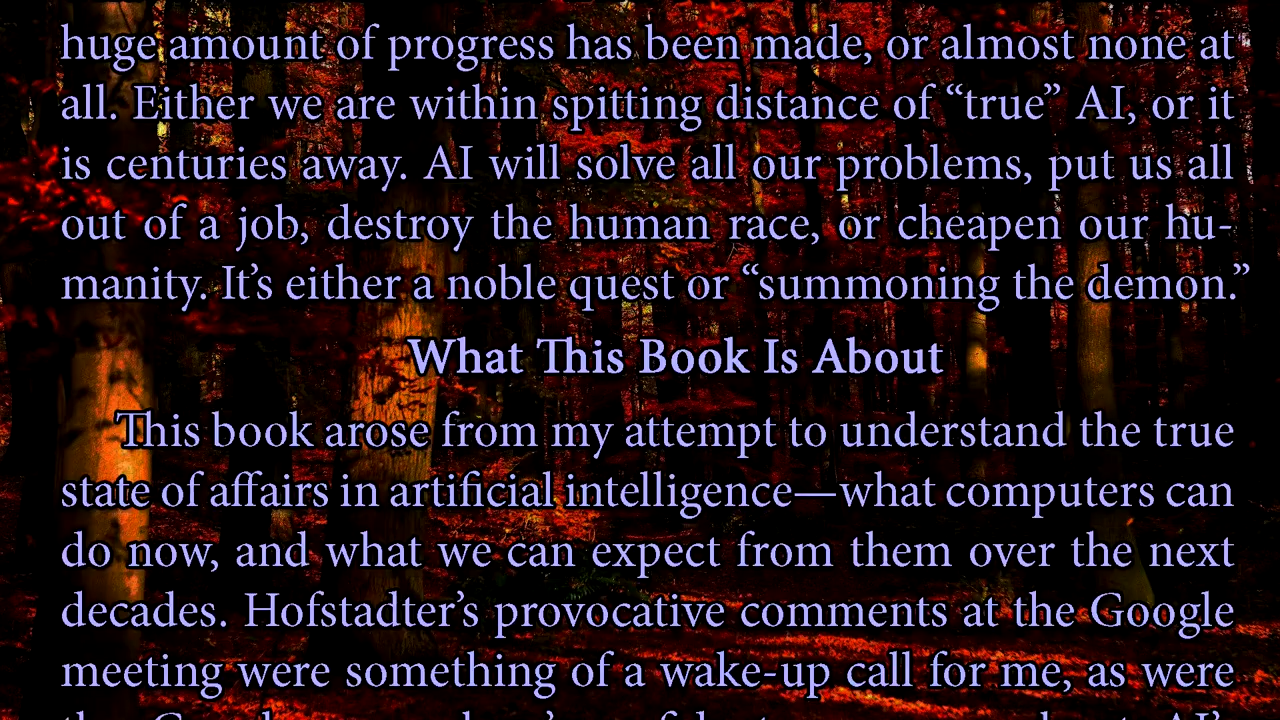 huge amount of progress has been made, or almost none at
all. Either we are within spitting distance of “true” AI, or it
is centuries away. AI will solve all our problems, put us all
out of a job, destroy the human race, or cheapen our hu-
manity. It’s either a noble quest or “summoning the demon.”
What This Book Is About
This book arose from my attempt to understand the true
state of affairs in artificial intelligence—what computers can
do now, and what we can expect from them over the next
decades. Hofstadter’s provocative comments at the Google
meeting were something of a wake-up call for me, as were